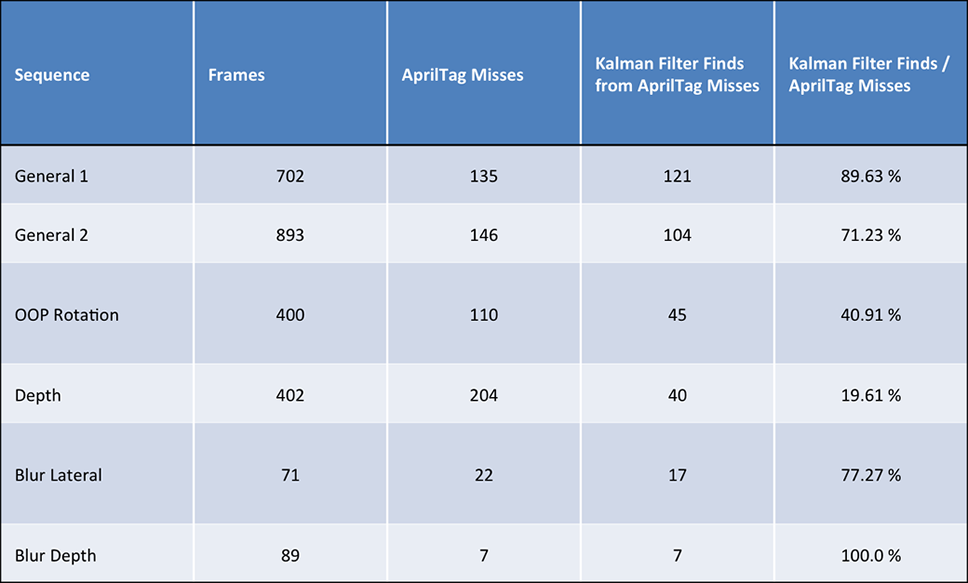 Sequence
Frames
AprilTag Misses
Kalman Filter Finds
from AprilTag Misses
Kalman Filter Finds /
AprilTag Misses
General 1 702 135 121 89.63 %
General 2 893 146 104 71.23 %
OOP Rotation 400 110 45 40.91 %
Depth 402 204 40 19.61 %
Blur Lateral 71 22 17 77.27 %
Blur Depth 89 7 7 100.0 %